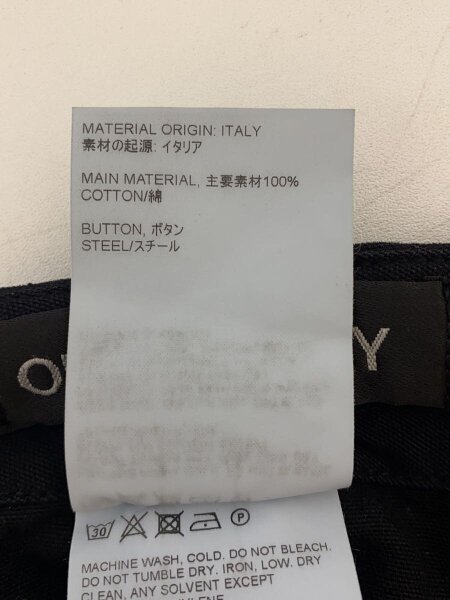 MATERIAL ORIGIN: ITALY
素材の起源: イタリア
MAIN MATERIAL, 主要素材100%
COTTON/綿
BUTTON, ボタン
STEEL/スチール
O
Y
30
P
MACHINE WASH, COLD. DO NOT BLEACH.
DO NOT TUMBLE DRY. IRON, LOW. DRY
CLEAN, ANY SOLVENT EXCEPT